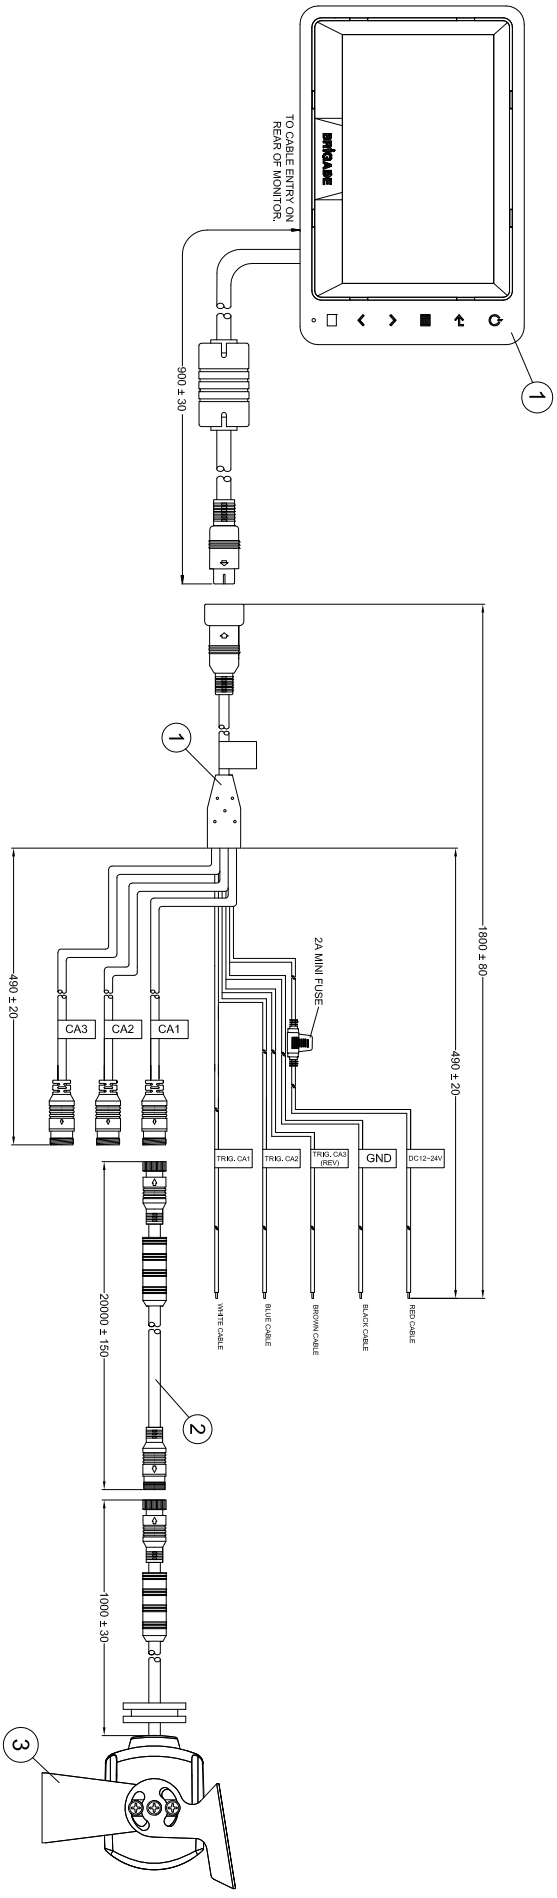 BRIGADE
1
TO CABLE ENTRY ON
REAR OF MONITOR.
900 ± 30
1800 ± 80
1
490 ± 20
490 ± 20
2A MINI FUSE
CA3
CA2
CA1
TRIG. CA1
TRIG. CA2
TRIG. CA3
(REV)
GND
DC12~24V
WHITE CABLE
BLUE CABLE
BROWN CABLE
BLACK CABLE
RED CABLE
20000 ± 150
2
1000 ± 30
3